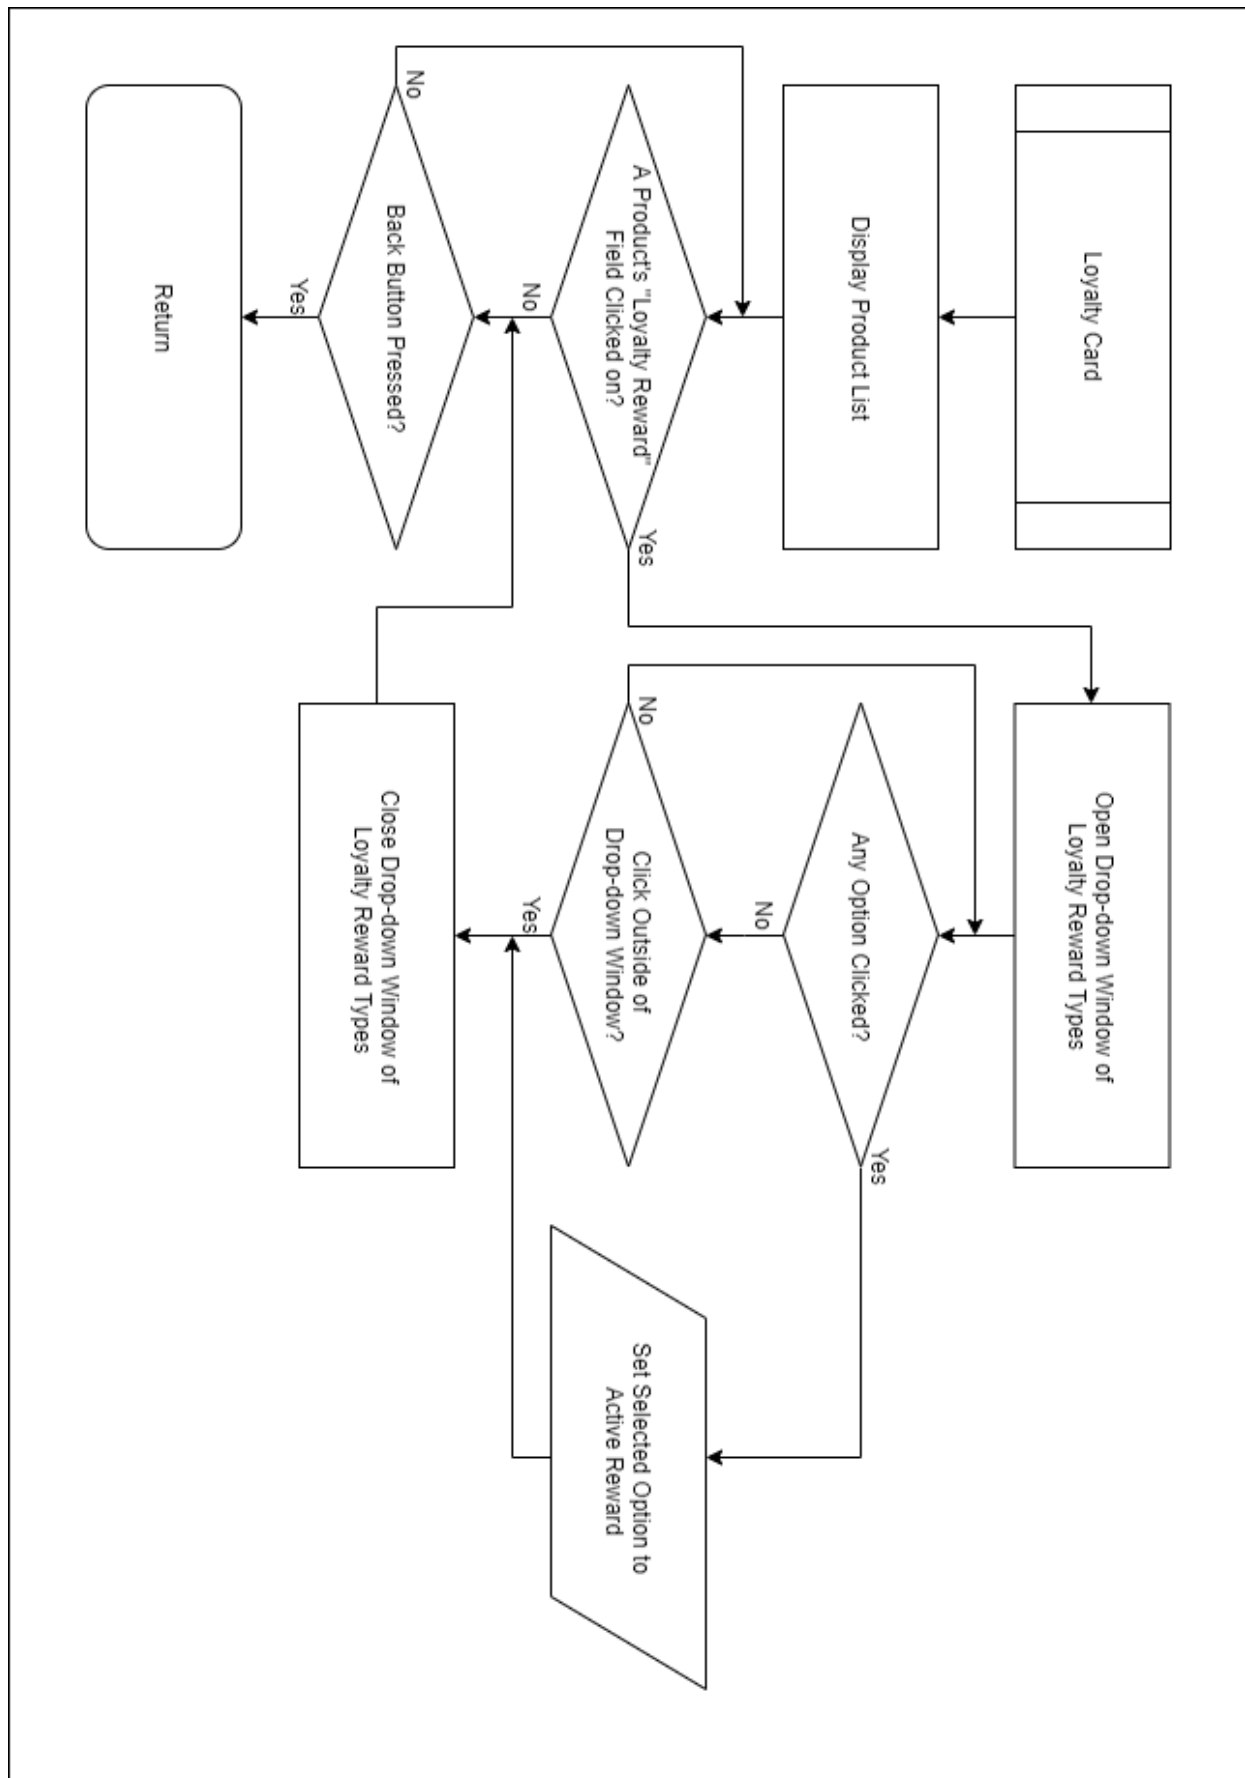 Loyalty Card
Display Product List
A Product's "Loyalty Reward"
Field Clicked on?
Yes
No
Back Button Pressed?
No
Yes
Return
Open Drop-down Window of
Loyalty Reward Types
Any Option Clicked?
Yes
No
Click Outside of
Drop-down Window?
No
Yes
Close Drop-down Window of
Loyalty Reward Types
Set Selected Option to
Active Reward